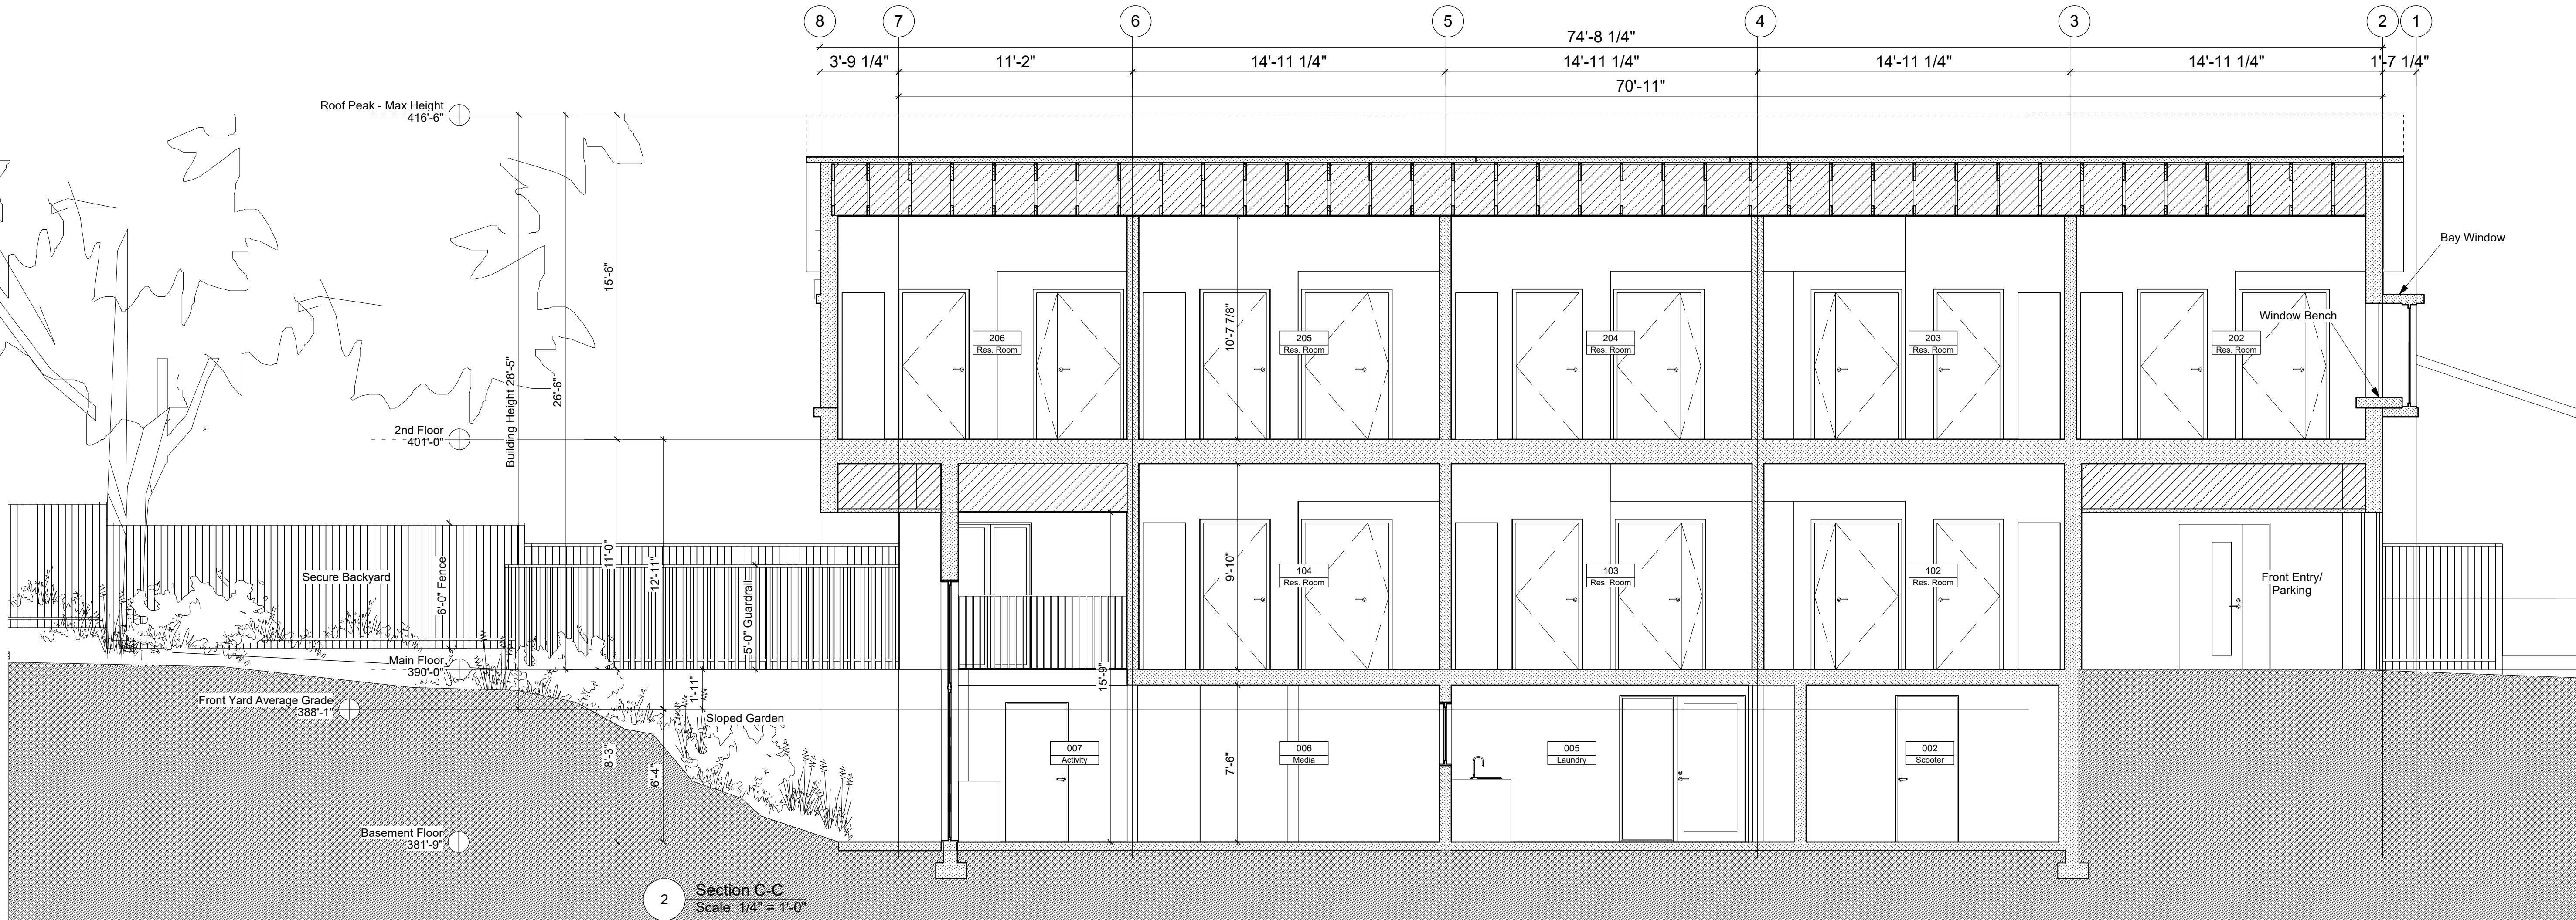 8
7
6
5
4
3
2
1
74'-8 1/4"
3'-9 1/4"
11'-2"
14'-11 1/4"
14'-11 1/4"
14'-11 1/4"
14'-11 1/4"
1'-7 1/4"
70'-11"
Roof Peak - Max Height
416'-6"
15'-6"
Building Height 28'-5"
26'-6"
2nd Floor
401'-0"
10'-7 7/8"
206
Res. Room
205
Res. Room
204
Res. Room
203
Res. Room
202
Res. Room
Bay Window
Window Bench
Secure Backyard
6'-0" Fence
11'-0"
12'-11"
5'-0" Guardrail
9'-10"
104
Res. Room
103
Res. Room
102
Res. Room
Front Entry/
Parking
Main Floor
390'-0"
1'-11"
15'-9"
Front Yard Average Grade
388'-1"
Sloped Garden
8'-3"
6'-4"
7'-6"
007
Activity
006
Media
005
Laundry
002
Scooter
Basement Floor
381'-9"
2
Section C-C
Scale: 1/4" = 1'-0"